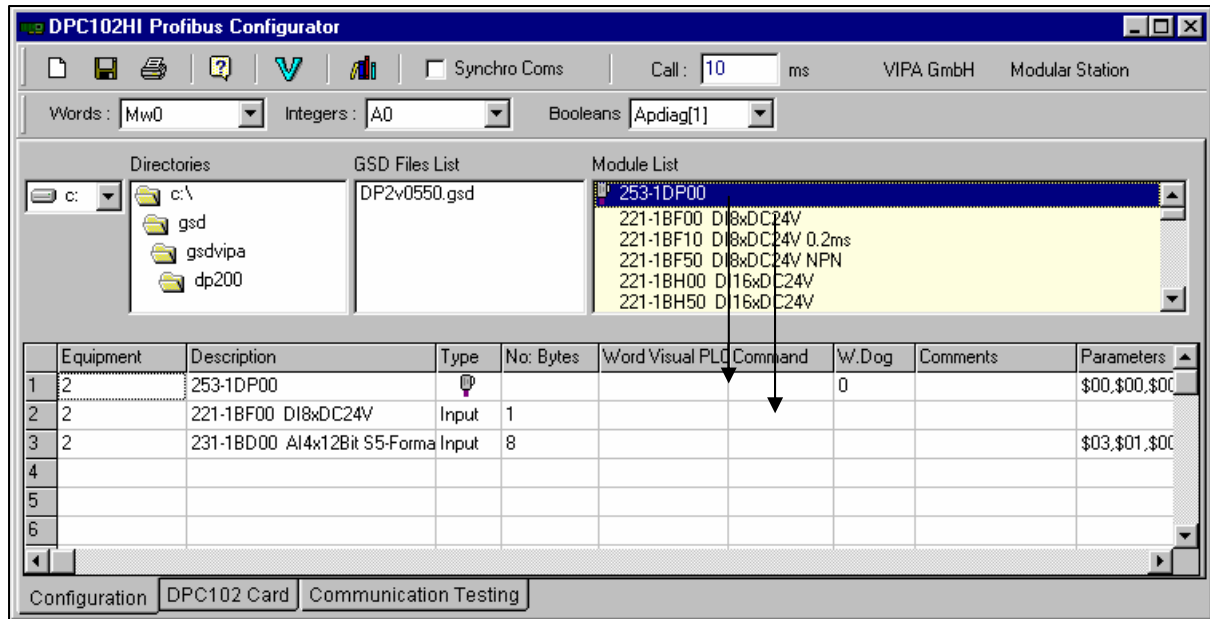 DPC102HI Profibus Configurator
Synchro Coms Call : 10 ms VIPA GmbH Modular Station
Words : Mw0 Integers : A0 Booleans Apdiag[1]
Directories GSD Files List Module List
c: c:\ DP2v0550.gsd 253-1DP00
gsd
gsdvipa
dp200
221-1BF00 DI8xDC24V
221-1BF10 DI8xDC24V 0.2ms
221-1BF50 DI8xDC24V NPN
221-1BH00 DI16xDC24V
221-1BH50 DI16xDC24V
Equipment Description Type No: Bytes Word Visual PLC Command W.Dog Comments Parameters
1 2 253-1DP00 0 $00,$00,$00
2 2 221-1BF00 DI8xDC24V Input 1
3 2 231-1BD00 AI4x12Bit S5-Forma Input 8 $03,$01,$00
4
5
6
Configuration DPC102 Card Communication Testing